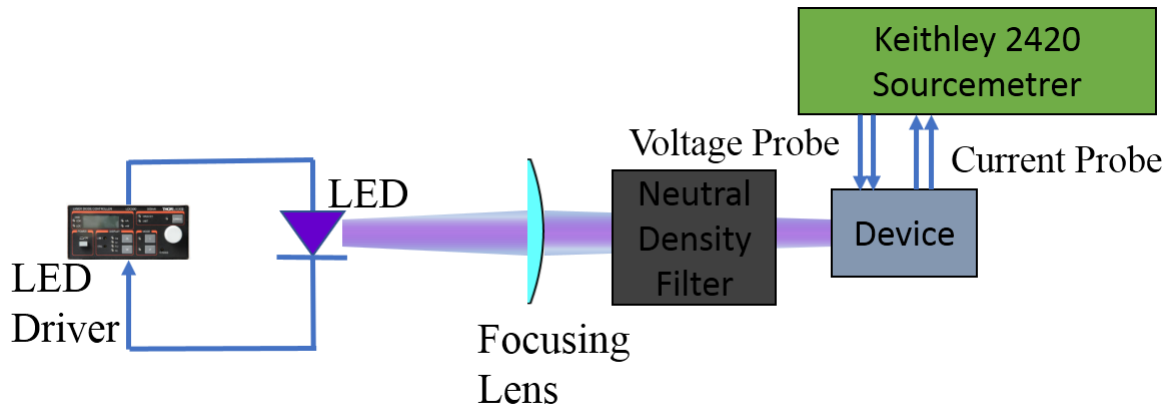 Keithley 2420
Sourcemetrer
Voltage Probe
Current Probe
LED
Neutral
Density
Filter
Device
LED
Driver
Focusing
Lens